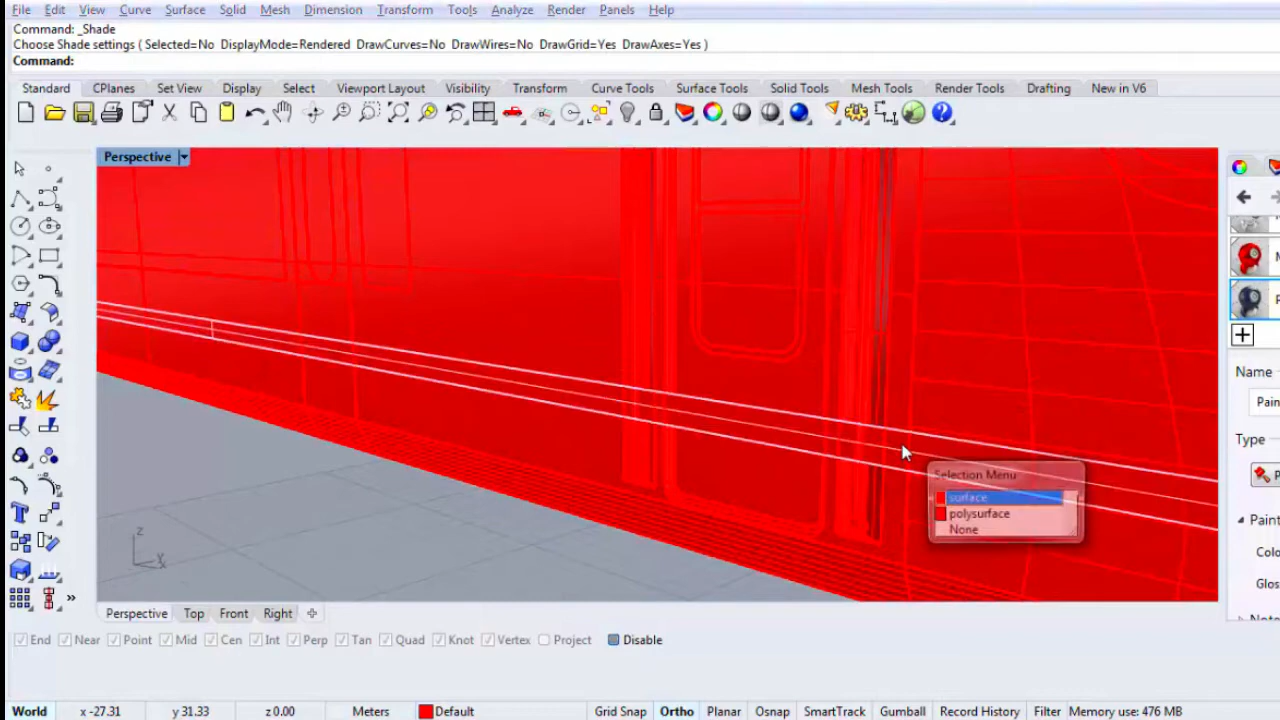 File Edit View Curve Surface Solid Mesh Dimension Transform Tools Analyze Render Panels Help
Command: _Shade
Choose Shade settings ( Selected=No DisplayMode=Rendered DrawCurves=No DrawWires=No DrawGrid=Yes DrawAxes=Yes )
Command:
Standard CPlanes Set View Display Select Viewport Layout Visibility Transform Curve Tools Surface Tools Solid Tools Mesh Tools Render Tools Drafting New in V6
Perspective
Selection Menu
surface
polysurface
None
z
Name
Type
Perspective Top Front Right
End Near Point Mid Cen Int Perp Tan Quad Knot Vertex Project Disable
World x -27.31 y 31.33 z 0.00 Meters Default Grid Snap Ortho Planar Osnap SmartTrack Gumball Record History Filter Memory use: 476 MB